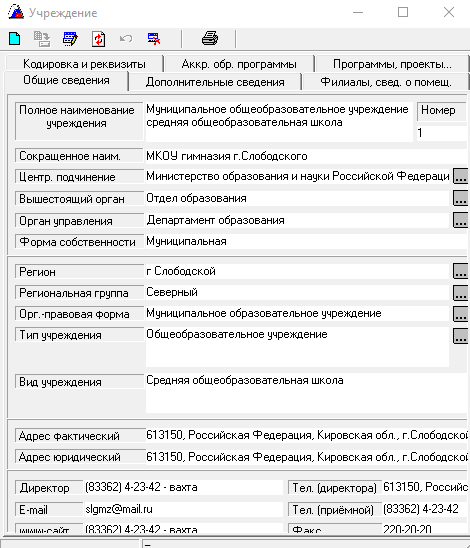 Учреждение
Кодировка и реквизиты Аккр. обр. программы Программы, проекты...
Общие сведения Дополнительные сведения Филиалы, свед. о помещ.
Полное наименование учреждения Муниципальное общеобразовательное учреждение Номер
средняя общеобразовательная школа 1
Сокращенное наим. МКОУ гимназия г.Слободского
Центр. подчинение Министерство образования и науки Российской Федераци ...
Вышестоящий орган Отдел образования ...
Орган управления Департамент образования ...
Форма собственности Муниципальная
Регион г Слободской ...
Региональная группа Северный ...
Орг.-правовая форма Муниципальное образовательное учреждение ...
Тип учреждения Общеобразовательное учреждение ...
Вид учреждения Средняя общеобразовательная школа
Адрес фактический 613150, Российская Федерация, Кировская обл., г.Слободской
Адрес юридический 613150, Российская Федерация, Кировская обл., г.Слободской
Директор (83362) 4-23-42 - вахта Тел. (директора) 613150, Россий
E-mail slgmz@mail.ru Тел. (приёмной) (83362) 4-23-42
www-сайт (83362) 4-23-42 - вахта Факс 220-20-20